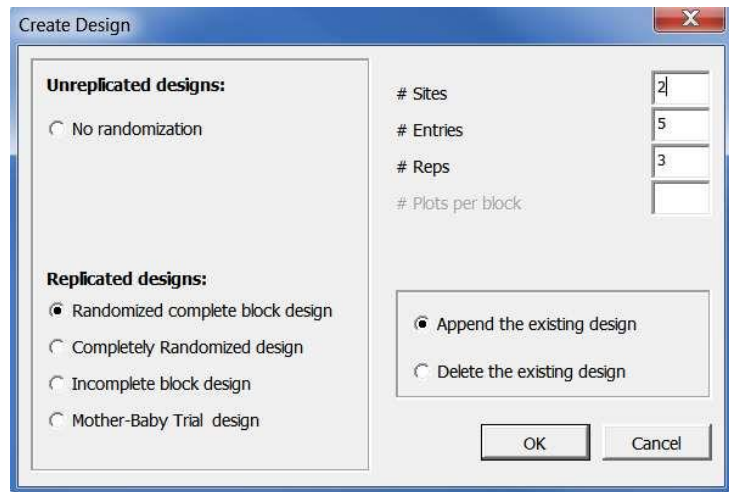 Create Design
Unreplicated designs:
No randomization
Replicated designs:
Randomized complete block design
Completely Randomized design
Incomplete block design
Mother-Baby Trial design
# Sites 2
# Entries 5
# Reps 3
# Plots per block
Append the existing design
Delete the existing design
OK Cancel